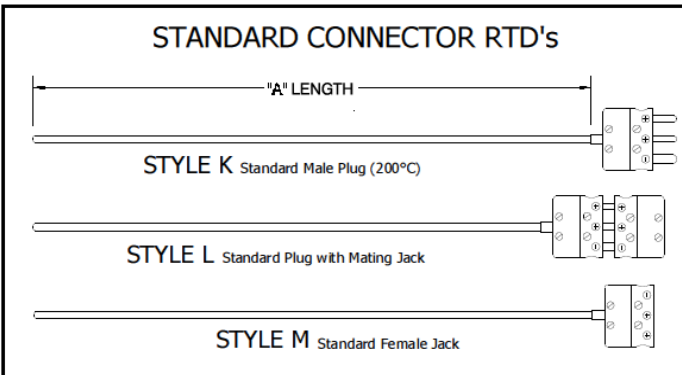 STANDARD CONNECTOR RTD's
"A" LENGTH
STYLE K Standard Male Plug (200°C)
STYLE L Standard Plug with Mating Jack
STYLE M Standard Female Jack